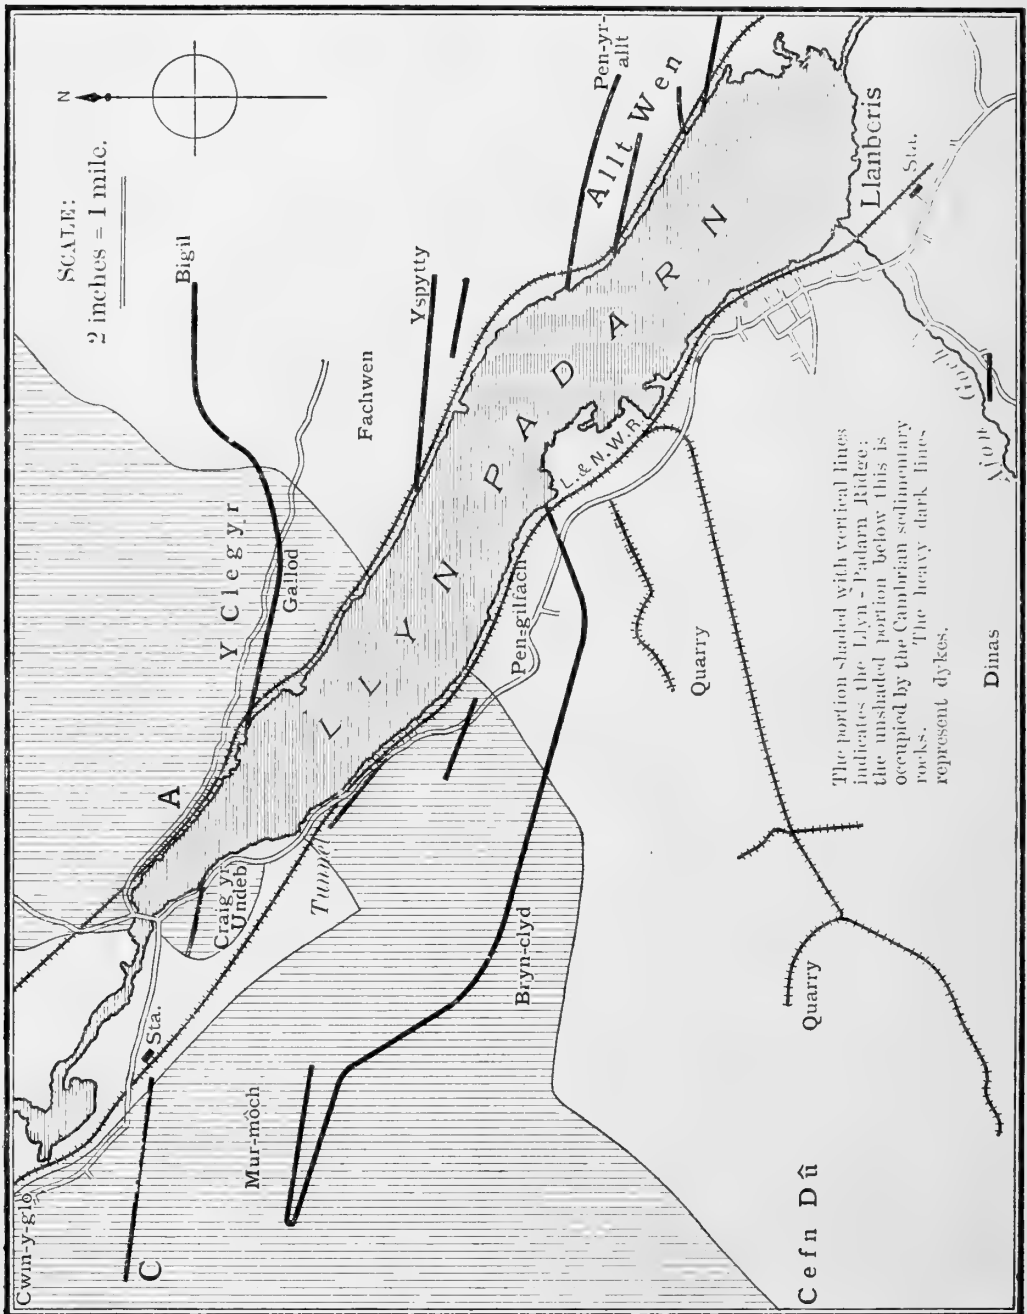 N
SCALE:
2 inches = 1 mile.
Bigil
Pen-yr-
allt
Allt Wen
Yspytty
Fachwen
Y Clegyr
Gallod
A
LLYN PADARN
Llanberis
Sta.
L. & N. W. R.
Afon Goch
Pen-gilfach
Quarry
Craig yr
Undeb
Tunnel
Sta.
Bryn-clyd
Quarry
Mur-môch
Cwm-y-glo
C
Cefn Dû
Dinas
The portion shaded with vertical lines
indicates the Llyn-Padarn Ridge;
the unshaded portion below this is
occupied by the Cambrian sedimentary
rocks. The heavy dark lines
represent dykes.